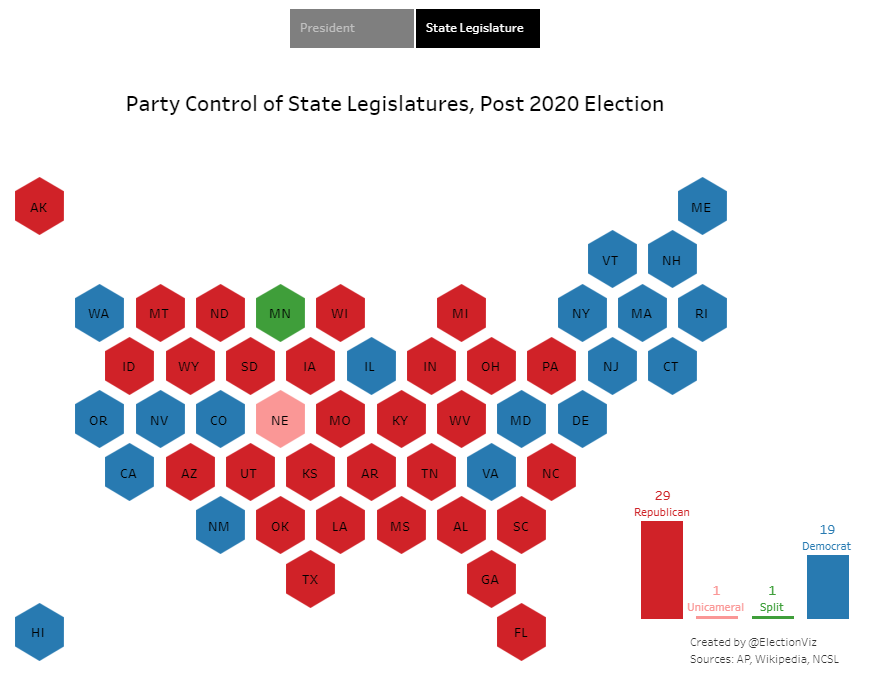 President State Legislature
Party Control of State Legislatures, Post 2020 Election
AK ME
VT NH
WA MT ND MN WI MI NY MA RI
ID WY SD IA IL IN OH PA NJ CT
OR NV CO NE MO KY WV MD DE
CA AZ UT KS AR TN VA NC
NM OK LA MS AL SC
TX GA
HI FL
29
Republican
1
Unicameral
1
Split
19
Democrat
Created by @ElectionViz
Sources: AP, Wikipedia, NCSL